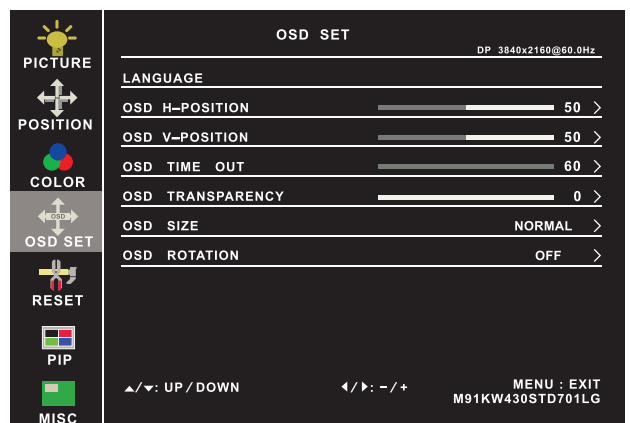 OSD SET
DP 3840x2160@60.0Hz
PICTURE
POSITION
COLOR
OSD
OSD SET
RESET
PIP
MISC
LANGUAGE
OSD H–POSITION 50 >
OSD V–POSITION 50 >
OSD TIME OUT 60 >
OSD TRANSPARENCY 0 >
OSD SIZE NORMAL >
OSD ROTATION OFF >
▲/▼: UP / DOWN ◀/▶: – / + MENU : EXIT
M91KW430STD701LG